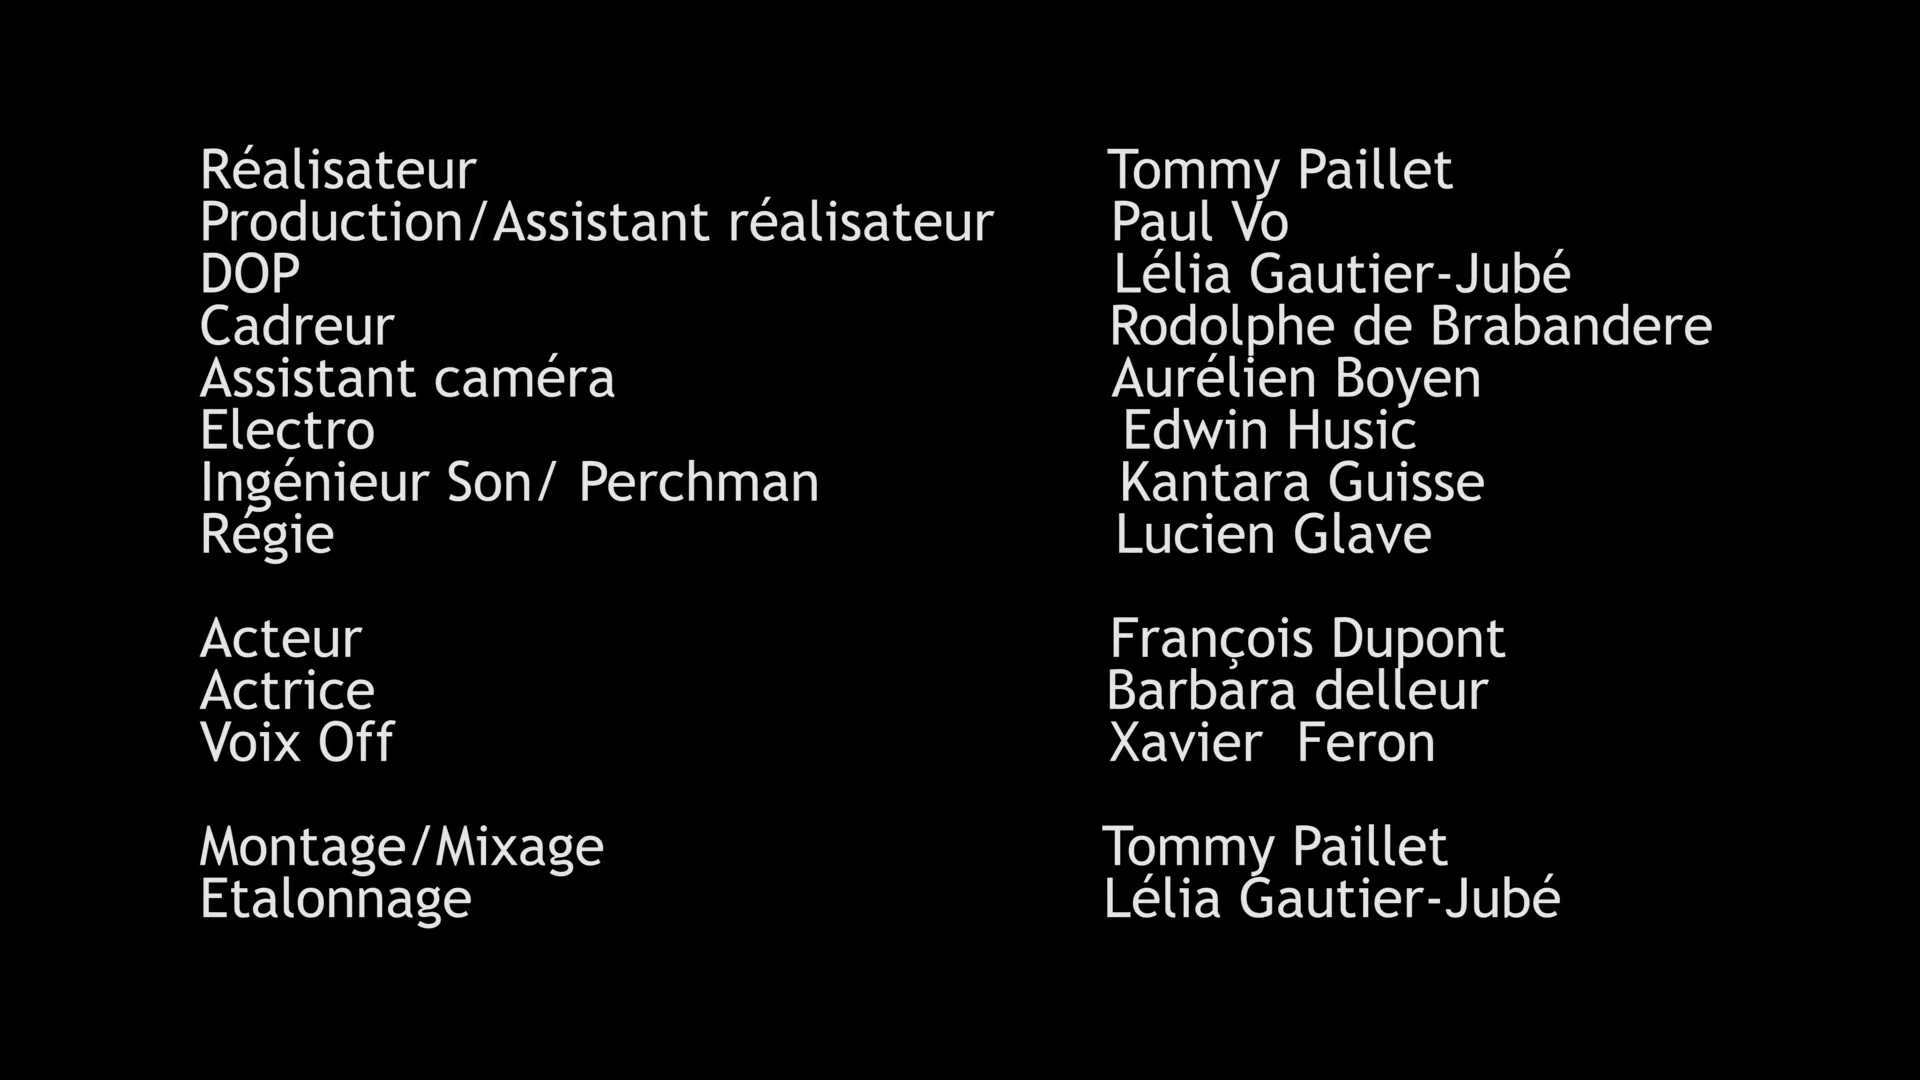 Réalisateur Tommy Paillet
Production/Assistant réalisateur Paul Vo
DOP Lélia Gautier-Jubé
Cadreur Rodolphe de Brabandere
Assistant caméra Aurélien Boyen
Electro Edwin Husic
Ingénieur Son/ Perchman Kantara Guisse
Régie Lucien Glave
Acteur François Dupont
Actrice Barbara delleur
Voix Off Xavier  Feron
Montage/Mixage Tommy Paillet
Etalonnage Lélia Gautier-Jubé